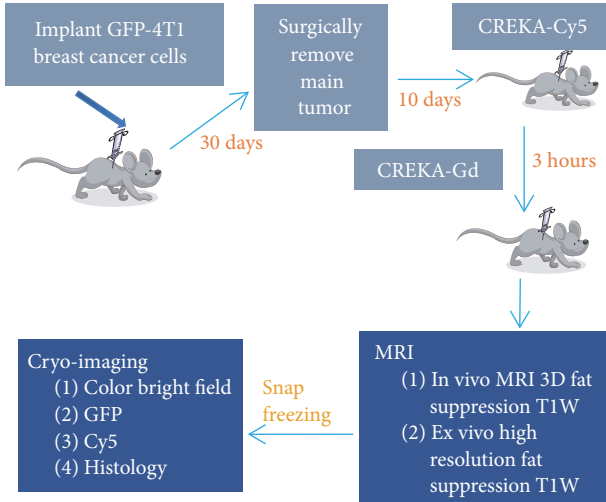 Implant GFP-4T1
breast cancer cells
30 days
Surgically
remove
main
tumor
10 days
CREKA-Cy5
3 hours
CREKA-Gd
MRI
(1) In vivo MRI 3D fat
suppression T1W
(2) Ex vivo high
resolution fat
suppression T1W
Snap
freezing
Cryo-imaging
(1) Color bright field
(2) GFP
(3) Cy5
(4) Histology